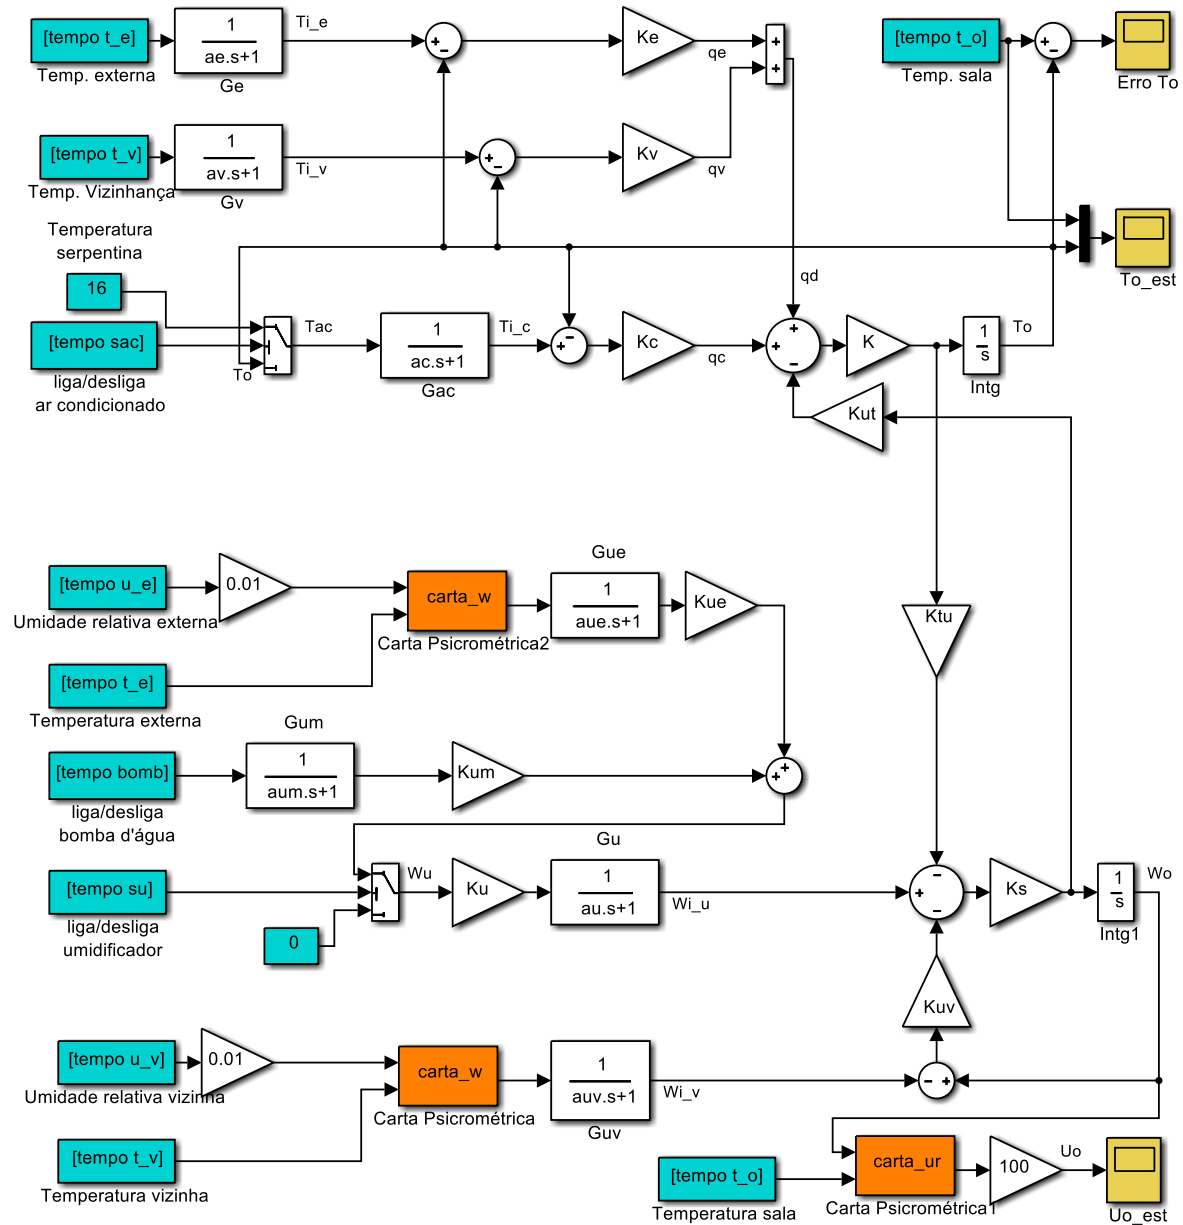 [tempo t_e]
Temp. externa
1
ae.s+1
Ge
Ti_e
+
−
Ke
qe
+
+
[tempo t_o]
Temp. sala
+
−
Erro To
[tempo t_v]
Temp. Vizinhança
1
av.s+1
Gv
Ti_v
+
−
Kv
qv
To_est
Temperatura
serpentina
16
[tempo sac]
liga/desliga
ar condicionado
To
Tac
1
ac.s+1
Gac
Ti_c
+
−
Kc
qc
qd
+
+
−
K
1
s
Intg
To
Kut
Ktu
[tempo u_e]
Umidade relativa externa
0.01
[tempo t_e]
Temperatura externa
carta_w
Carta Psicrométrica2
Gue
1
aue.s+1
Kue
Gum
[tempo bomb]
liga/desliga
bomba d'água
1
aum.s+1
Kum
+
+
[tempo su]
liga/desliga
umidificador
0
Wu
Ku
Gu
1
au.s+1
Wi_u
−
+
−
Ks
1
s
Intg1
Wo
Kuv
[tempo u_v]
Umidade relativa vizinha
0.01
[tempo t_v]
Temperatura vizinha
carta_w
Carta Psicrométrica
1
auv.s+1
Guv
Wi_v
−
+
[tempo t_o]
Temperatura sala
carta_ur
Carta Psicrométrica1
100
Uo
Uo_est